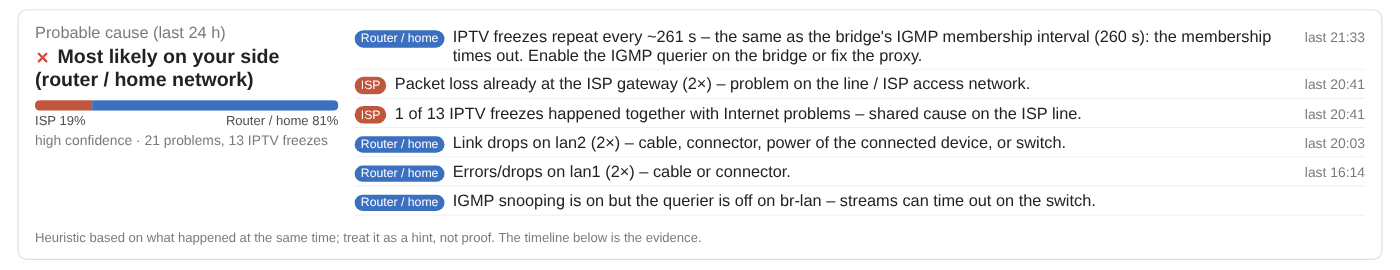 Probable cause (last 24 h)
✕ Most likely on your side
(router / home network)
ISP 19% Router / home 81%
high confidence · 21 problems, 13 IPTV freezes
Router / home IPTV freezes repeat every ~261 s – the same as the bridge's IGMP membership interval (260 s): the membership last 21:33
times out. Enable the IGMP querier on the bridge or fix the proxy.
ISP Packet loss already at the ISP gateway (2×) – problem on the line / ISP access network. last 20:41
ISP 1 of 13 IPTV freezes happened together with Internet problems – shared cause on the ISP line. last 20:41
Router / home Link drops on lan2 (2×) – cable, connector, power of the connected device, or switch. last 20:03
Router / home Errors/drops on lan1 (2×) – cable or connector. last 16:14
Router / home IGMP snooping is on but the querier is off on br-lan – streams can time out on the switch.
Heuristic based on what happened at the same time; treat it as a hint, not proof. The timeline below is the evidence.